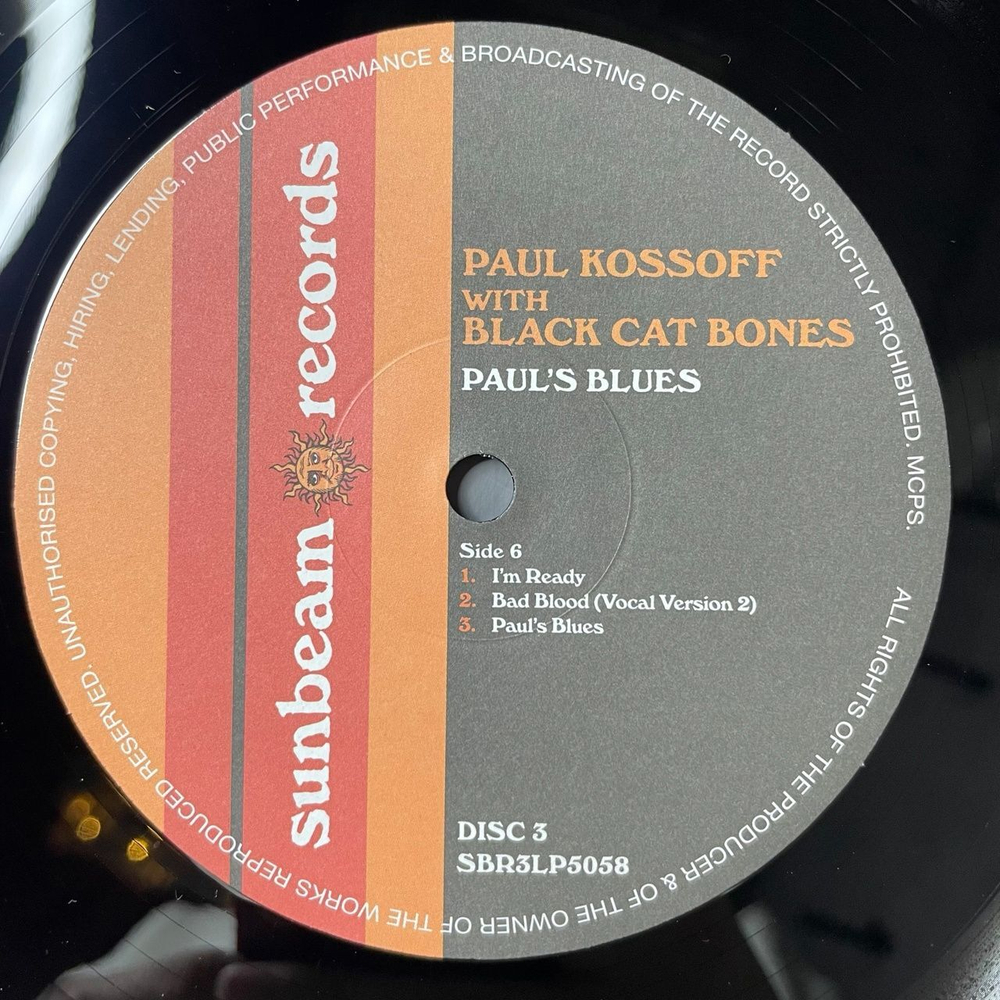 sunbeam records
PAUL KOSSOFF
WITH
BLACK CAT BONES
PAUL'S BLUES
Side 6
1. I'm Ready
2. Bad Blood (Vocal Version 2)
3. Paul's Blues
DISC 3
SBR3LP5058
ALL RIGHTS OF THE PRODUCER & OF THE OWNER OF THE WORKS REPRODUCED RESERVED. UNAUTHORISED COPYING, HIRING, LENDING, PUBLIC PERFORMANCE & BROADCASTING OF THE RECORD STRICTLY PROHIBITED. MCPS.